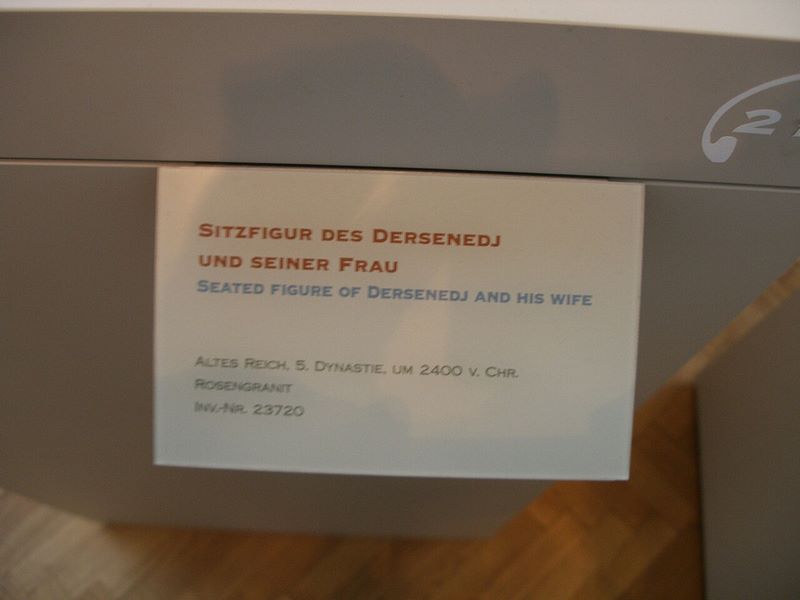 2
SITZFIGUR DES DERSENEDJ
UND SEINER FRAU
SEATED FIGURE OF DERSENEDJ AND HIS WIFE
ALTES REICH, 5. DYNASTIE, UM 2400 V. CHR.
ROSENGRANIT
INV.-NR. 23720